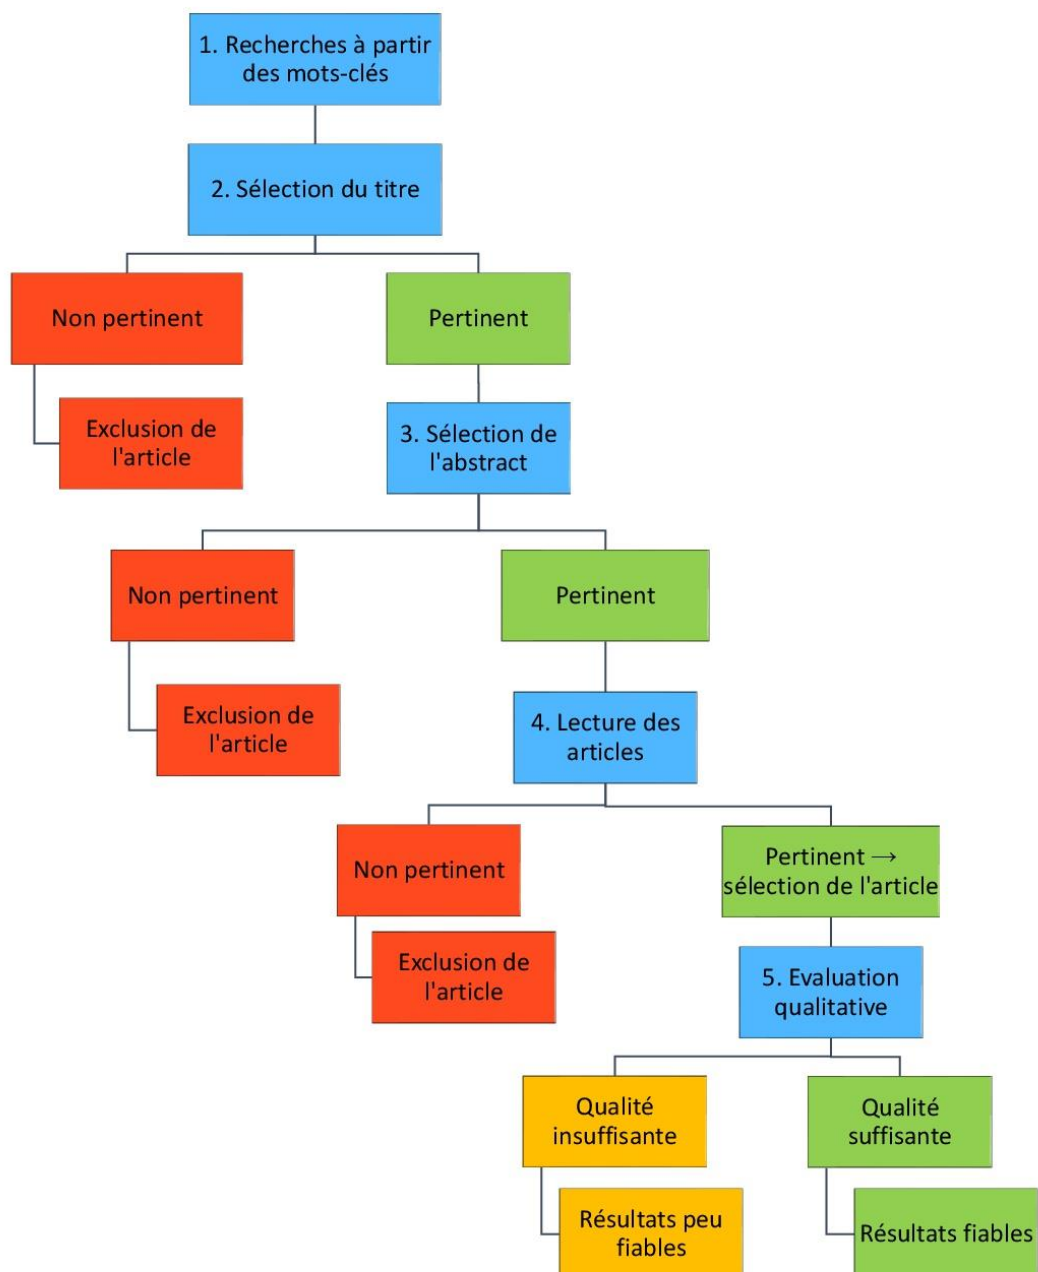 1. Recherches à partir
des mots-clés
2. Sélection du titre
Non pertinent
Pertinent
Exclusion de
l'article
3. Sélection de
l'abstract
Non pertinent
Pertinent
Exclusion de
l'article
4. Lecture des
articles
Non pertinent
Pertinent →
sélection de l'article
Exclusion de
l'article
5. Evaluation
qualitative
Qualité
insuffisante
Qualité
suffisante
Résultats peu
fiables
Résultats fiables